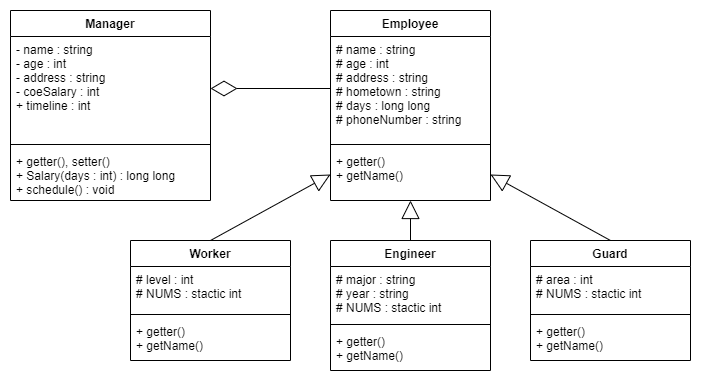 Manager
- name : string
- age : int
- address : string
- coeSalary : int
+ timeline : int
+ getter(), setter()
+ Salary(days : int) : long long
+ schedule() : void
Employee
# name : string
# age : int
# address : string
# hometown : string
# days : long long
# phoneNumber : string
+ getter()
+ getName()
Worker
# level : int
# NUMS : stactic int
+ getter()
+ getName()
Engineer
# major : string
# year : string
# NUMS : stactic int
+ getter()
+ getName()
Guard
# area : int
# NUMS : stactic int
+ getter()
+ getName()